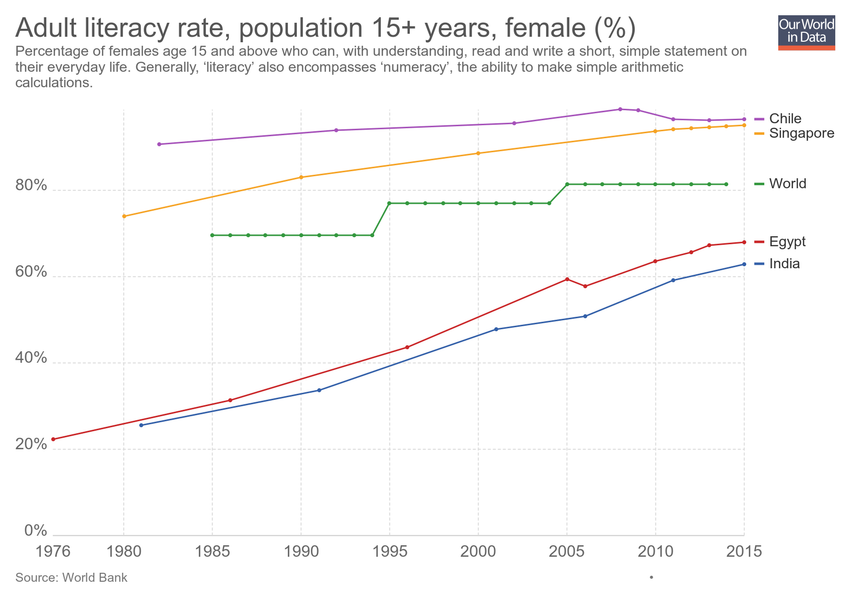 Adult literacy rate, population 15+ years, female (%)
Our World
in Data
Percentage of females age 15 and above who can, with understanding, read and write a short, simple statement on
their everyday life. Generally, ‘literacy’ also encompasses ‘numeracy’, the ability to make simple arithmetic
calculations.
Chile
Singapore
80%
World
Egypt
60%
India
40%
20%
0%
1976 1980 1985 1990 1995 2000 2005 2010 2015
Source: World Bank